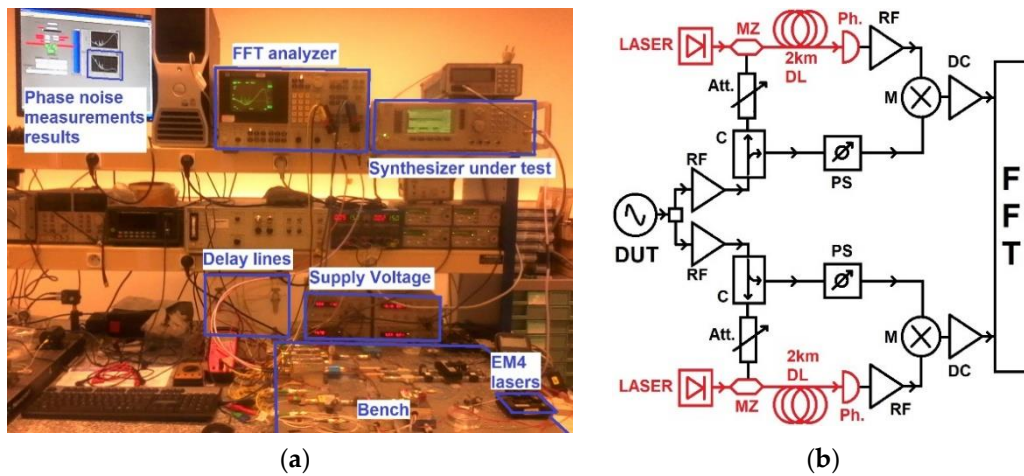 FFT analyzer
Phase noise
measurements
results
Synthesizer under test
Delay lines
Supply Voltage
EM4
lasers
Bench
(a)
LASER
MZ
2km
DL
Ph.
RF
Att.
C
M
DC
RF
PS
DUT
RF
C
PS
Att.
M
DC
LASER
MZ
2km
DL
Ph.
RF
FFT
(b)